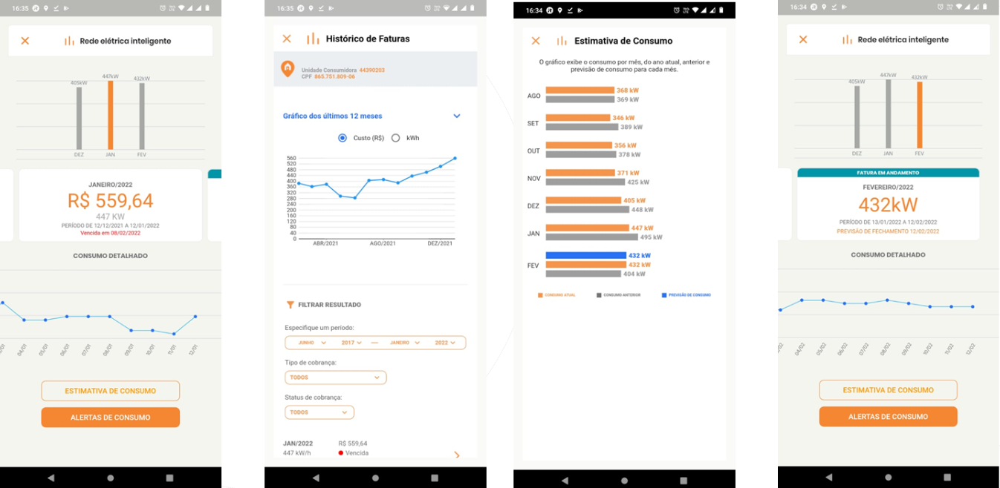 16:35
Rede elétrica inteligente
405kW
447kW
432kW
DEZ
JAN
FEV
JANEIRO/2022
R$ 559,64
447 KW
PERÍODO DE 12/12/2021 A 12/01/2022
Vencida em 08/02/2022
CONSUMO DETALHADO
04/01
05/01
06/01
07/01
08/01
09/01
10/01
11/01
12/01
ESTIMATIVA DE CONSUMO
ALERTAS DE CONSUMO
16:35
Histórico de Faturas
Unidade Consumidora 44390203
CPF 865.751.809-06
Gráfico dos últimos 12 meses
Custo (R$) kWh
560
520
480
440
400
360
320
280
240
200
160
120
80
40
0
ABR/2021 AGO/2021 DEZ/2021
FILTRAR RESULTADO
Especifique um período:
JUNHO 2017 — JANEIRO 2022
Tipo de cobrança:
TODOS
Status de cobrança:
TODOS
JAN/2022 R$ 559,64
447 kW/h Vencida
16:34
Estimativa de Consumo
O gráfico exibe o consumo por mês, do ano atual, anterior e
previsão de consumo para cada mês.
AGO
368 kW
369 kW
SET
346 kW
389 kW
OUT
356 kW
378 kW
NOV
371 kW
425 kW
DEZ
405 kW
448 kW
JAN
447 kW
495 kW
FEV
432 kW
432 kW
404 kW
CONSUMO ATUAL CONSUMO ANTERIOR PREVISÃO DE CONSUMO
16:34
Rede elétrica inteligente
405kW
447kW
432kW
DEZ
JAN
FEV
FATURA EM ANDAMENTO
FEVEREIRO/2022
432kW
PERÍODO DE 13/01/2022 A 12/02/2022
PREVISÃO DE FECHAMENTO 12/02/2022
CONSUMO DETALHADO
04/02
05/02
06/02
07/02
08/02
09/02
10/02
11/02
12/02
ESTIMATIVA DE CONSUMO
ALERTAS DE CONSUMO